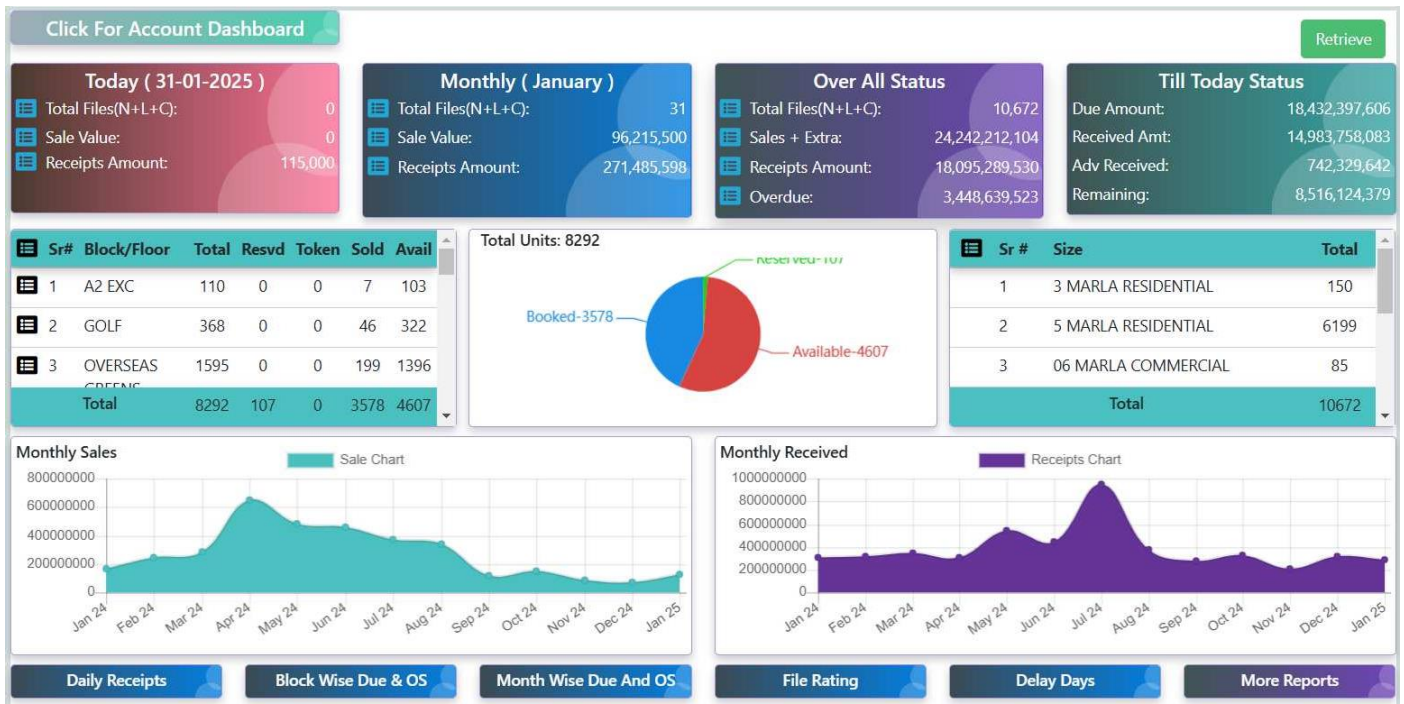 Click For Account Dashboard
Retrieve
Today ( 31-01-2025 )
Total Files(N+L+C): 0
Sale Value: 0
Receipts Amount: 115,000
Monthly ( January )
Total Files(N+L+C): 31
Sale Value: 96,215,500
Receipts Amount: 271,485,598
Over All Status
Total Files(N+L+C): 10,672
Sales + Extra: 24,242,212,104
Receipts Amount: 18,095,289,530
Overdue: 3,448,639,523
Till Today Status
Due Amount: 18,432,397,606
Received Amt: 14,983,758,083
Adv Received: 742,329,642
Remaining: 8,516,124,379
Sr# Block/Floor Total Resvd Token Sold Avail
1 A2 EXC 110 0 0 7 103
2 GOLF 368 0 0 46 322
3 OVERSEAS 1595 0 0 199 1396
GREENS
Total 8292 107 0 3578 4607
Total Units: 8292
Reserved-107
Booked-3578
Available-4607
Sr # Size Total
1 3 MARLA RESIDENTIAL 150
2 5 MARLA RESIDENTIAL 6199
3 06 MARLA COMMERCIAL 85
Total 10672
Monthly Sales
Sale Chart
800000000
600000000
400000000
200000000
0
Jan 24 Feb 24 Mar 24 Apr 24 May 24 Jun 24 Jul 24 Aug 24 Sep 24 Oct 24 Nov 24 Dec 24 Jan 25
Monthly Received
Receipts Chart
1000000000
800000000
600000000
400000000
200000000
0
Jan 24 Feb 24 Mar 24 Apr 24 May 24 Jun 24 Jul 24 Aug 24 Sep 24 Oct 24 Nov 24 Dec 24 Jan 25
Daily Receipts
Block Wise Due & OS
Month Wise Due And OS
File Rating
Delay Days
More Reports